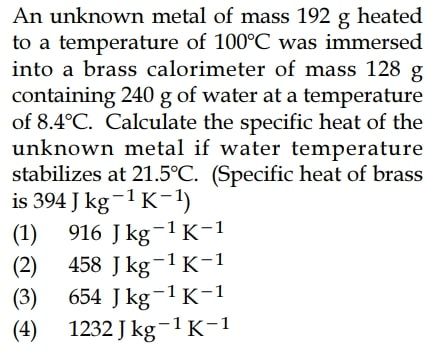 An unknown metal of mass 192 g heated
to a temperature of 100°C was immersed
into a brass calorimeter of mass 128 g
containing 240 g of water at a temperature
of 8.4°C. Calculate the specific heat of the
unknown metal if water temperature
stabilizes at 21.5°C. (Specific heat of brass
is 394 J kg⁻¹ K⁻¹)
(1) 916 J kg⁻¹ K⁻¹
(2) 458 J kg⁻¹ K⁻¹
(3) 654 J kg⁻¹ K⁻¹
(4) 1232 J kg⁻¹ K⁻¹